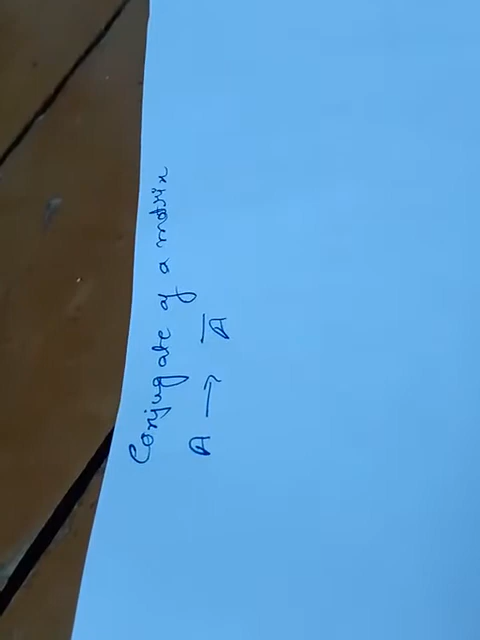 Conjugate of a matrix
A → A̅